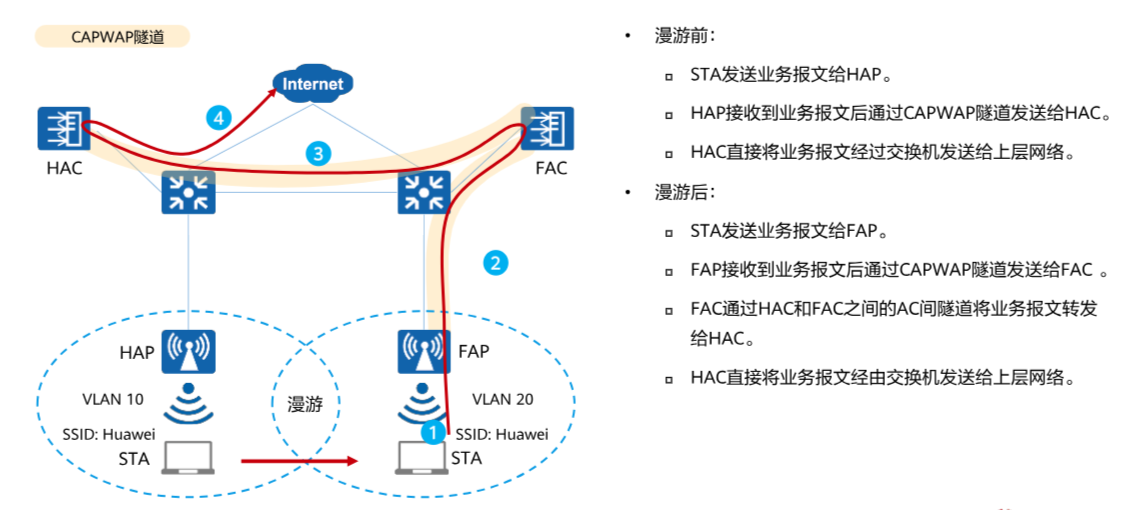 CAPWAP隧道
Internet
4
3
HAC
FAC
2
HAP
FAP
VLAN 10
漫游
VLAN 20
SSID: Huawei
1
SSID: Huawei
STA
STA
• 漫游前：
▫ STA发送业务报文给HAP。
▫ HAP接收到业务报文后通过CAPWAP隧道发送给HAC。
▫ HAC直接将业务报文经过交换机发送给上层网络。
• 漫游后：
▫ STA发送业务报文给FAP。
▫ FAP接收到业务报文后通过CAPWAP隧道发送给FAC 。
▫ FAC通过HAC和FAC之间的AC间隧道将业务报文转发
给HAC。
▫ HAC直接将业务报文经由交换机发送给上层网络。